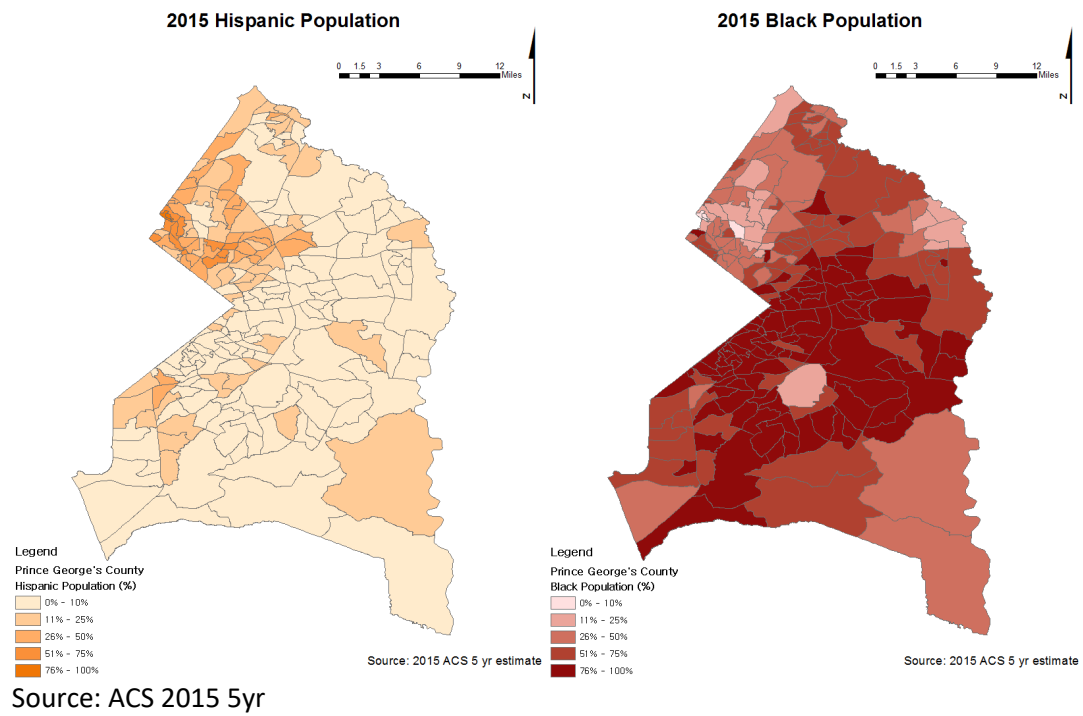 2015 Hispanic Population
0 1.5 3 6 9 12
Miles
N
Legend
Prince George's County
Hispanic Population (%)
0% - 10%
11% - 25%
26% - 50%
51% - 75%
76% - 100%
Source: 2015 ACS 5 yr estimate
2015 Black Population
0 1.5 3 6 9 12
Miles
N
Legend
Prince George's County
Black Population (%)
0% - 10%
11% - 25%
26% - 50%
51% - 75%
76% - 100%
Source: 2015 ACS 5 yr estimate
Source: ACS 2015 5yr